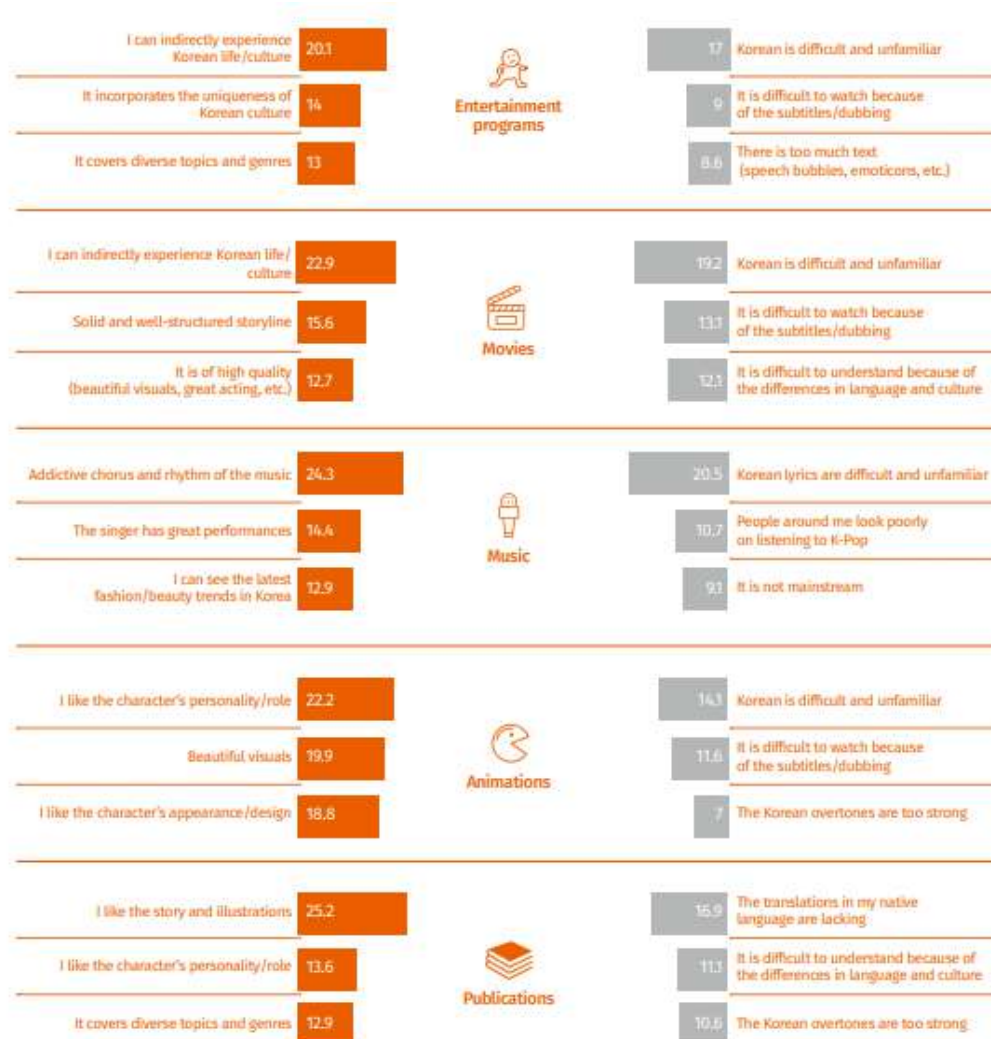 I can indirectly experience
Korean life/culture
20.1
It incorporates the uniqueness of
Korean culture
14
It covers diverse topics and genres
13
Entertainment
programs
17
Korean is difficult and unfamiliar
9
It is difficult to watch because
of the subtitles/dubbing
8.6
There is too much text
(speech bubbles, emoticons, etc.)
I can indirectly experience Korean life/
culture
22.9
Solid and well-structured storyline
15.6
It is of high quality
(beautiful visuals, great acting, etc.)
12.7
Movies
19.2
Korean is difficult and unfamiliar
13.1
It is difficult to watch because
of the subtitles/dubbing
12.1
It is difficult to understand because of
the differences in language and culture
Addictive chorus and rhythm of the music
24.3
The singer has great performances
14.4
I can see the latest
fashion/beauty trends in Korea
12.9
Music
20.5
Korean lyrics are difficult and unfamiliar
10.7
People around me look poorly
on listening to K-Pop
9.1
It is not mainstream
I like the character's personality/role
22.2
Beautiful visuals
19.9
I like the character's appearance/design
18.8
Animations
14.1
Korean is difficult and unfamiliar
11.6
It is difficult to watch because
of the subtitles/dubbing
7
The Korean overtones are too strong
I like the story and illustrations
25.2
I like the character's personality/role
13.6
It covers diverse topics and genres
12.9
Publications
16.9
The translations in my native
language are lacking
11.1
It is difficult to understand because of
the differences in language and culture
10.6
The Korean overtones are too strong